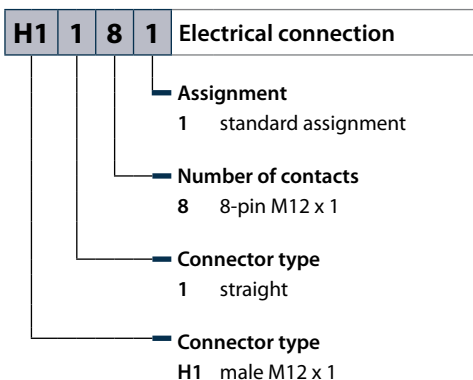 H1 1 8 1 Electrical connection
Assignment
1 standard assignment
Number of contacts
8 8-pin M12 x 1
Connector type
1 straight
Connector type
H1 male M12 x 1